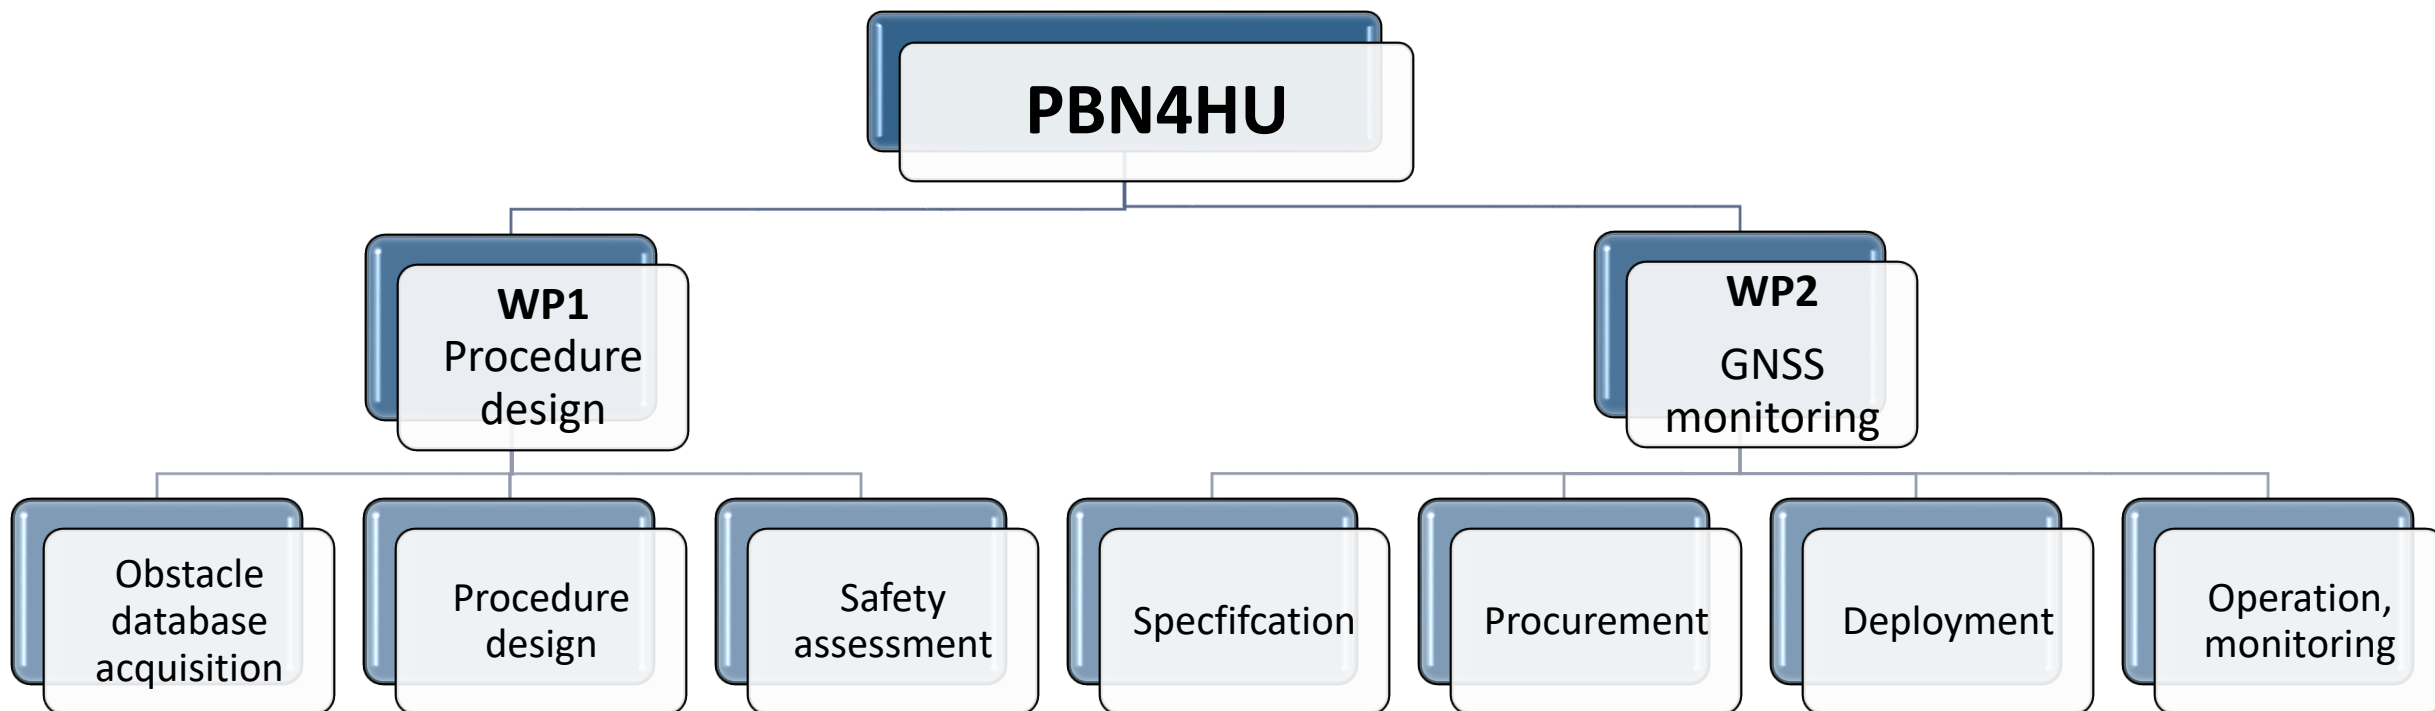 PBN4HU
WP1
Procedure
design
WP2
GNSS
monitoring
Obstacle
database
acquisition
Procedure
design
Safety
assessment
Specfifcation
Procurement
Deployment
Operation,
monitoring